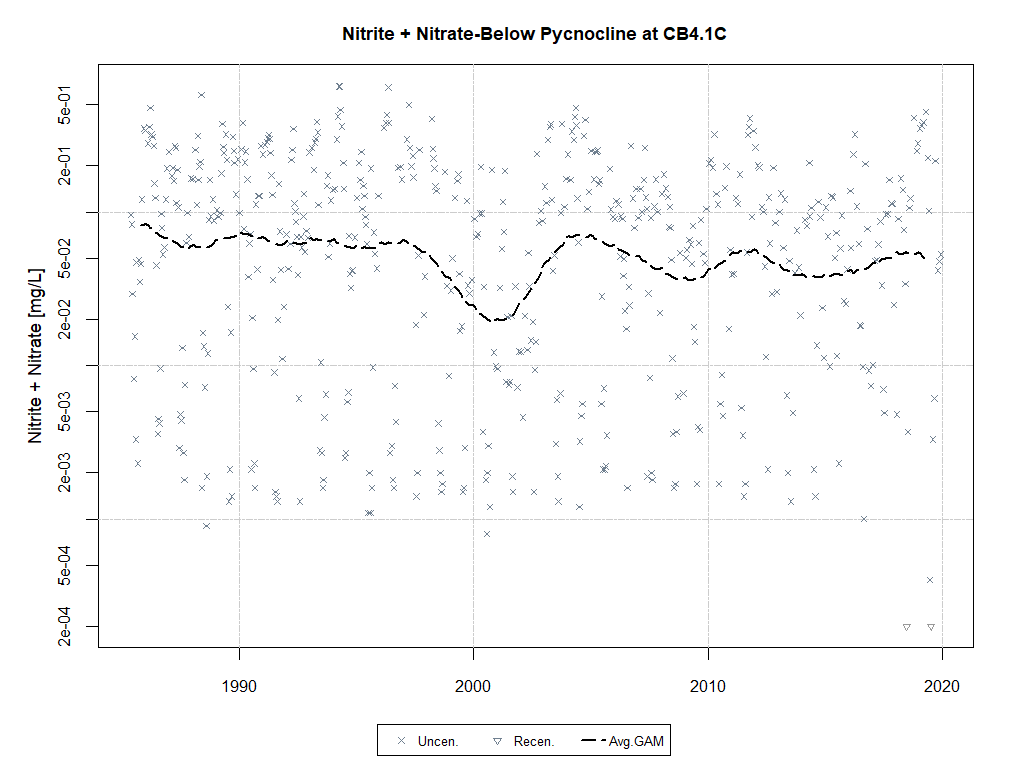 Nitrite + Nitrate-Below Pycnocline at CB4.1C
Nitrite + Nitrate [mg/L]
5e-01
2e-01
5e-02
2e-02
5e-03
2e-03
5e-04
2e-04
1990
2000
2010
2020
Uncen.
Recen.
Avg.GAM